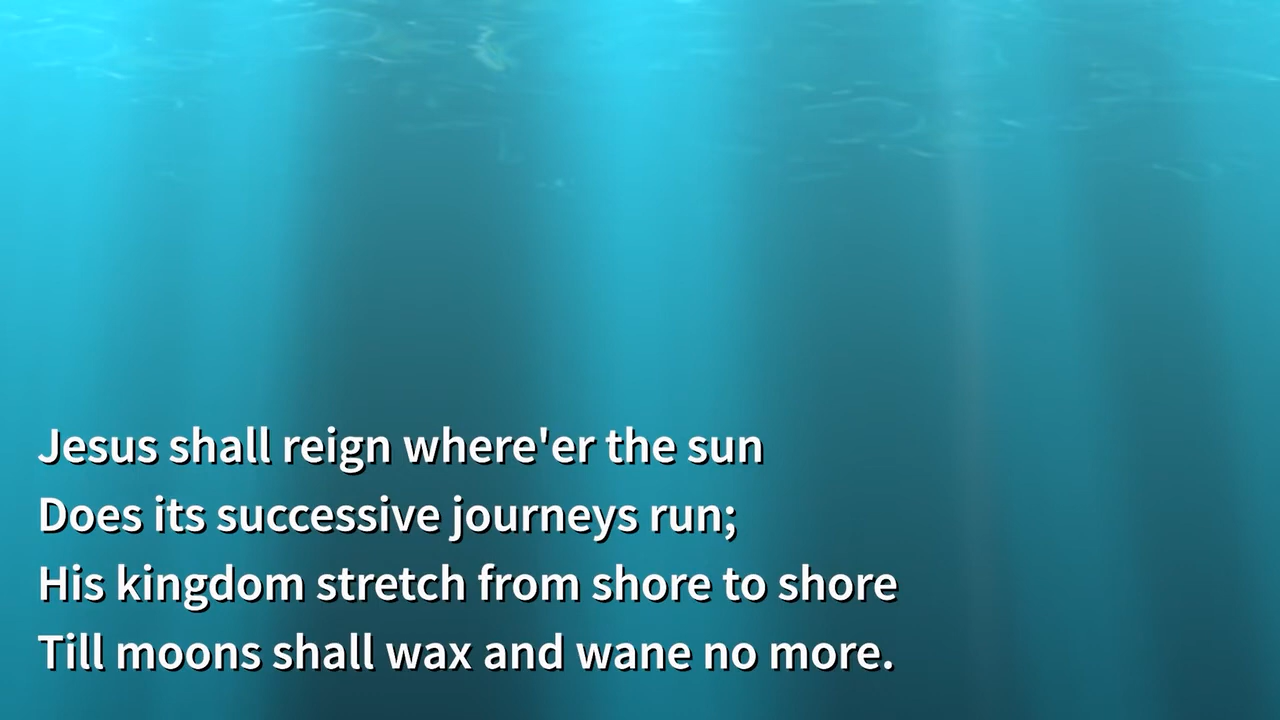 Jesus shall reign where'er the sun
Does its successive journeys run;
His kingdom stretch from shore to shore
Till moons shall wax and wane no more.